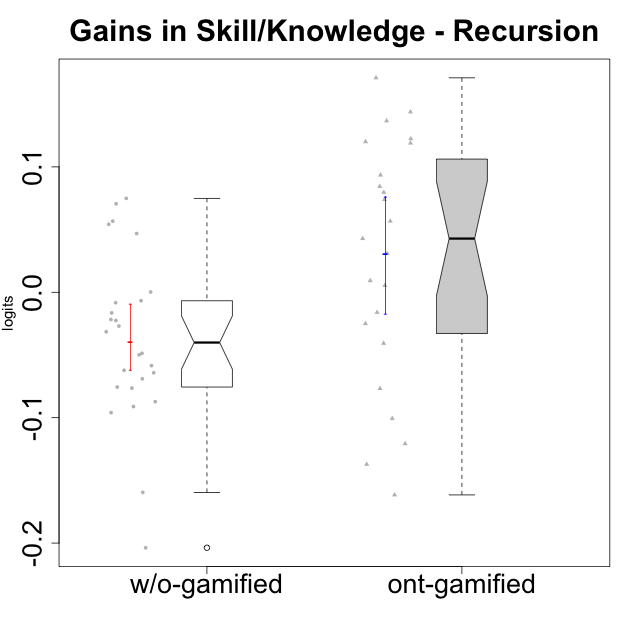 Gains in Skill/Knowledge - Recursion
logits
0.1
0.0
-0.1
-0.2
w/o-gamified
ont-gamified